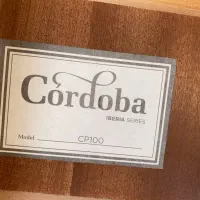 Córdoba
IBERIA SERIES
Model CP100